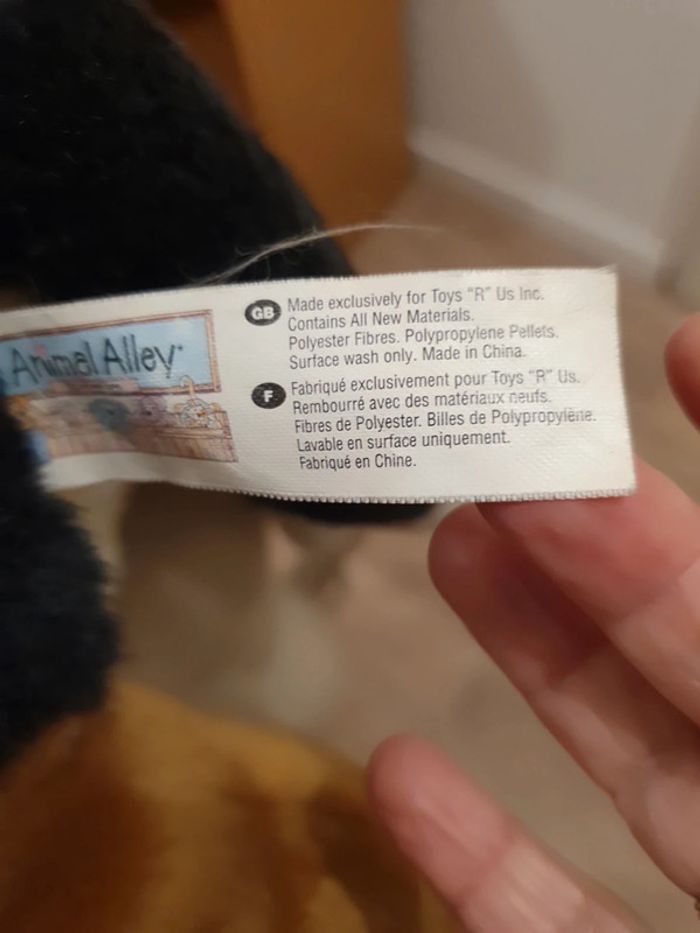 Animal Alley
GB
Made exclusively for Toys "R" Us Inc.
Contains All New Materials.
Polyester Fibres. Polypropylene Pellets.
Surface wash only. Made in China.
F
Fabriqué exclusivement pour Toys "R" Us.
Rembourré avec des matériaux neufs.
Fibres de Polyester. Billes de Polypropylène.
Lavable en surface uniquement.
Fabriqué en Chine.